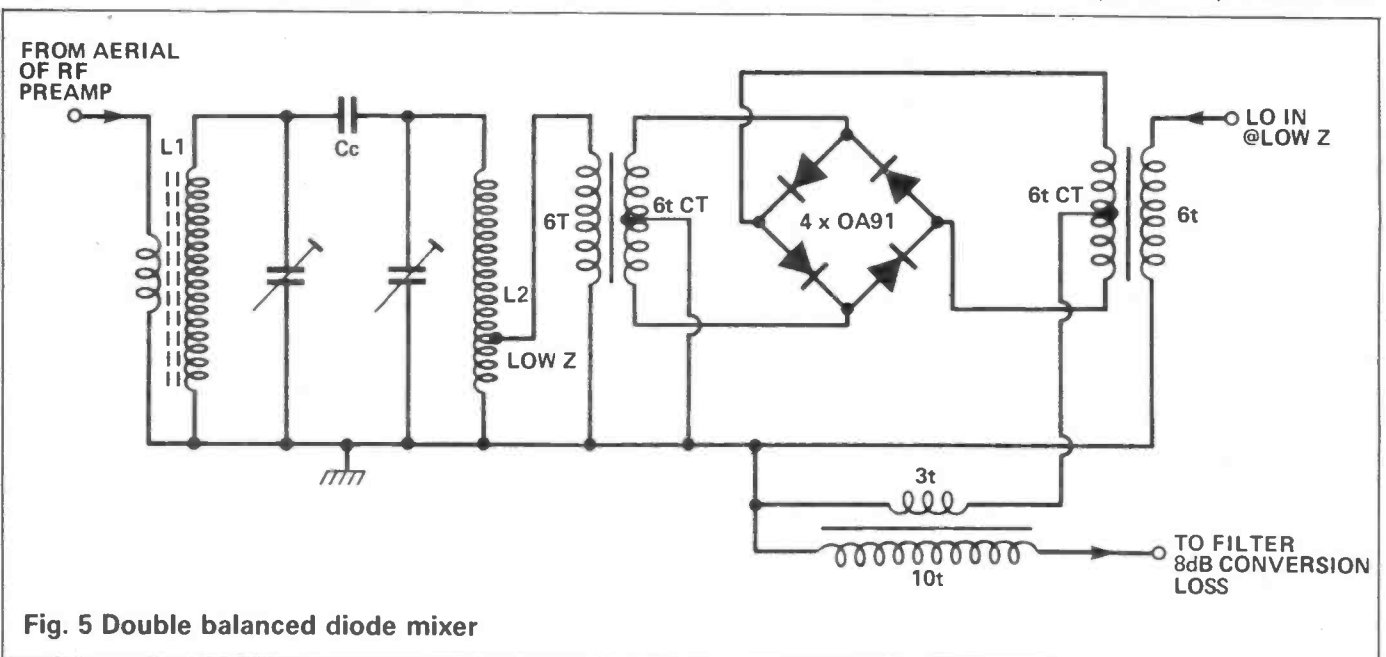 FROM AERIAL
OF RF
PREAMP
L1
Cc
L2
LOW Z
6T
6t CT
4 x OA91
6t CT
6t
LO IN
@LOW Z
3t
10t
TO FILTER
8dB CONVERSION
LOSS
Fig. 5 Double balanced diode mixer